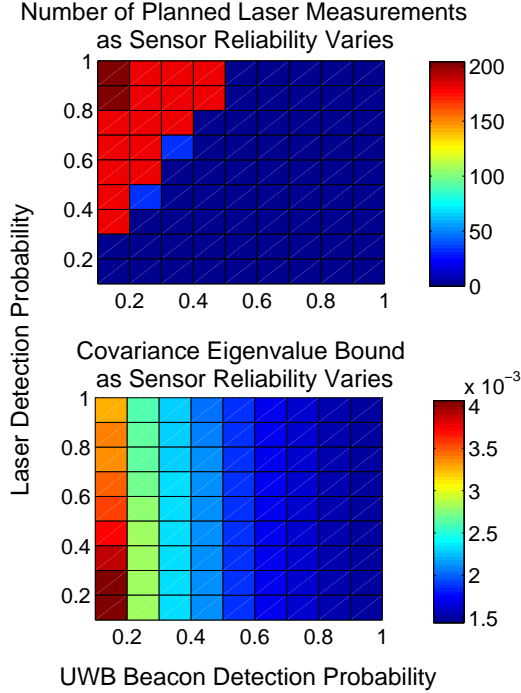 Number of Planned Laser Measurements
as Sensor Reliability Varies
1
0.8
0.6
0.4
0.2
0.2 0.4 0.6 0.8 1
200
150
100
50
0
Laser Detection Probability
Covariance Eigenvalue Bound
as Sensor Reliability Varies
x 10⁻³
1
0.8
0.6
0.4
0.2
0.2 0.4 0.6 0.8 1
4
3.5
3
2.5
2
1.5
UWB Beacon Detection Probability